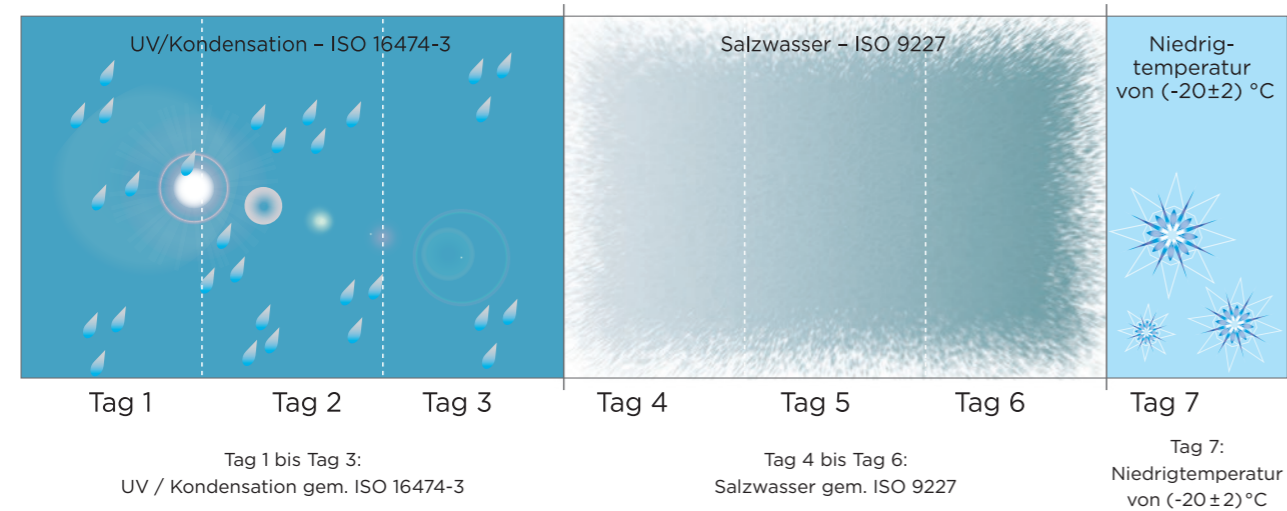 UV/Kondensation – ISO 16474-3
Salzwasser – ISO 9227
Niedrig-
temperatur
von (-20±2) °C
Tag 1
Tag 2
Tag 3
Tag 4
Tag 5
Tag 6
Tag 7
Tag 1 bis Tag 3:
UV / Kondensation gem. ISO 16474-3
Tag 4 bis Tag 6:
Salzwasser gem. ISO 9227
Tag 7:
Niedrigtemperatur
von (-20±2) °C